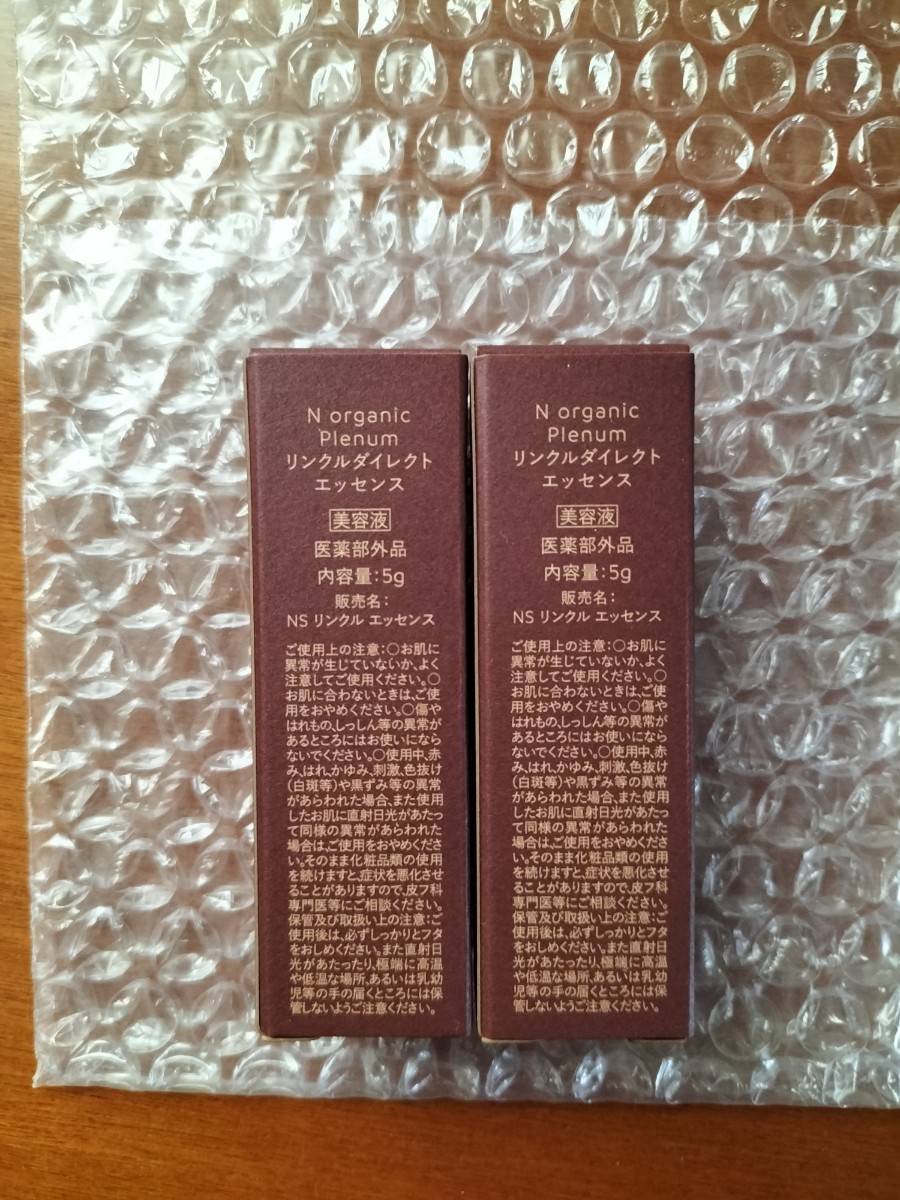 N organic
Plenum
リンクルダイレクト
エッセンス
美容液
医薬部外品
内容量:5g
販売名:
NS リンクル エッセンス
ご使用上の注意:○お肌に
異常が生じていないか、よく
注意してご使用ください。○
お肌に合わないときは、ご使
用をおやめください。○傷や
はれもの、しっしん等の異常が
あるところにはお使いになら
ないでください。○使用中、赤
み、はれ、かゆみ、刺激、色抜け
(白斑等)や黒ずみ等の異常
があらわれた場合、また使用
したお肌に直射日光があたっ
て同様の異常があらわれた
場合は、ご使用をおやめくださ
い。そのまま化粧品類の使用
を続けますと、症状を悪化させ
ることがありますので、皮フ科
専門医等にご相談ください。
保管及び取扱い上の注意:ご
使用後は、必ずしっかりとフタ
をおしめください。また直射日
光があたったり、極端に高温
や低温な場所、あるいは乳幼
児等の手の届くところには保
管しないようご注意ください。
N organic
Plenum
リンクルダイレクト
エッセンス
美容液
医薬部外品
内容量:5g
販売名:
NS リンクル エッセンス
ご使用上の注意:○お肌に
異常が生じていないか、よく
注意してご使用ください。○
お肌に合わないときは、ご使
用をおやめください。○傷や
はれもの、しっしん等の異常が
あるところにはお使いになら
ないでください。○使用中、赤
み、はれ、かゆみ、刺激、色抜け
(白斑等)や黒ずみ等の異常
があらわれた場合、また使用
したお肌に直射日光があたっ
て同様の異常があらわれた
場合は、ご使用をおやめくださ
い。そのまま化粧品類の使用
を続けますと、症状を悪化させ
ることがありますので、皮フ科
専門医等にご相談ください。
保管及び取扱い上の注意:ご
使用後は、必ずしっかりとフタ
をおしめください。また直射日
光があたったり、極端に高温
や低温な場所、あるいは乳幼
児等の手の届くところには保
管しないようご注意ください。